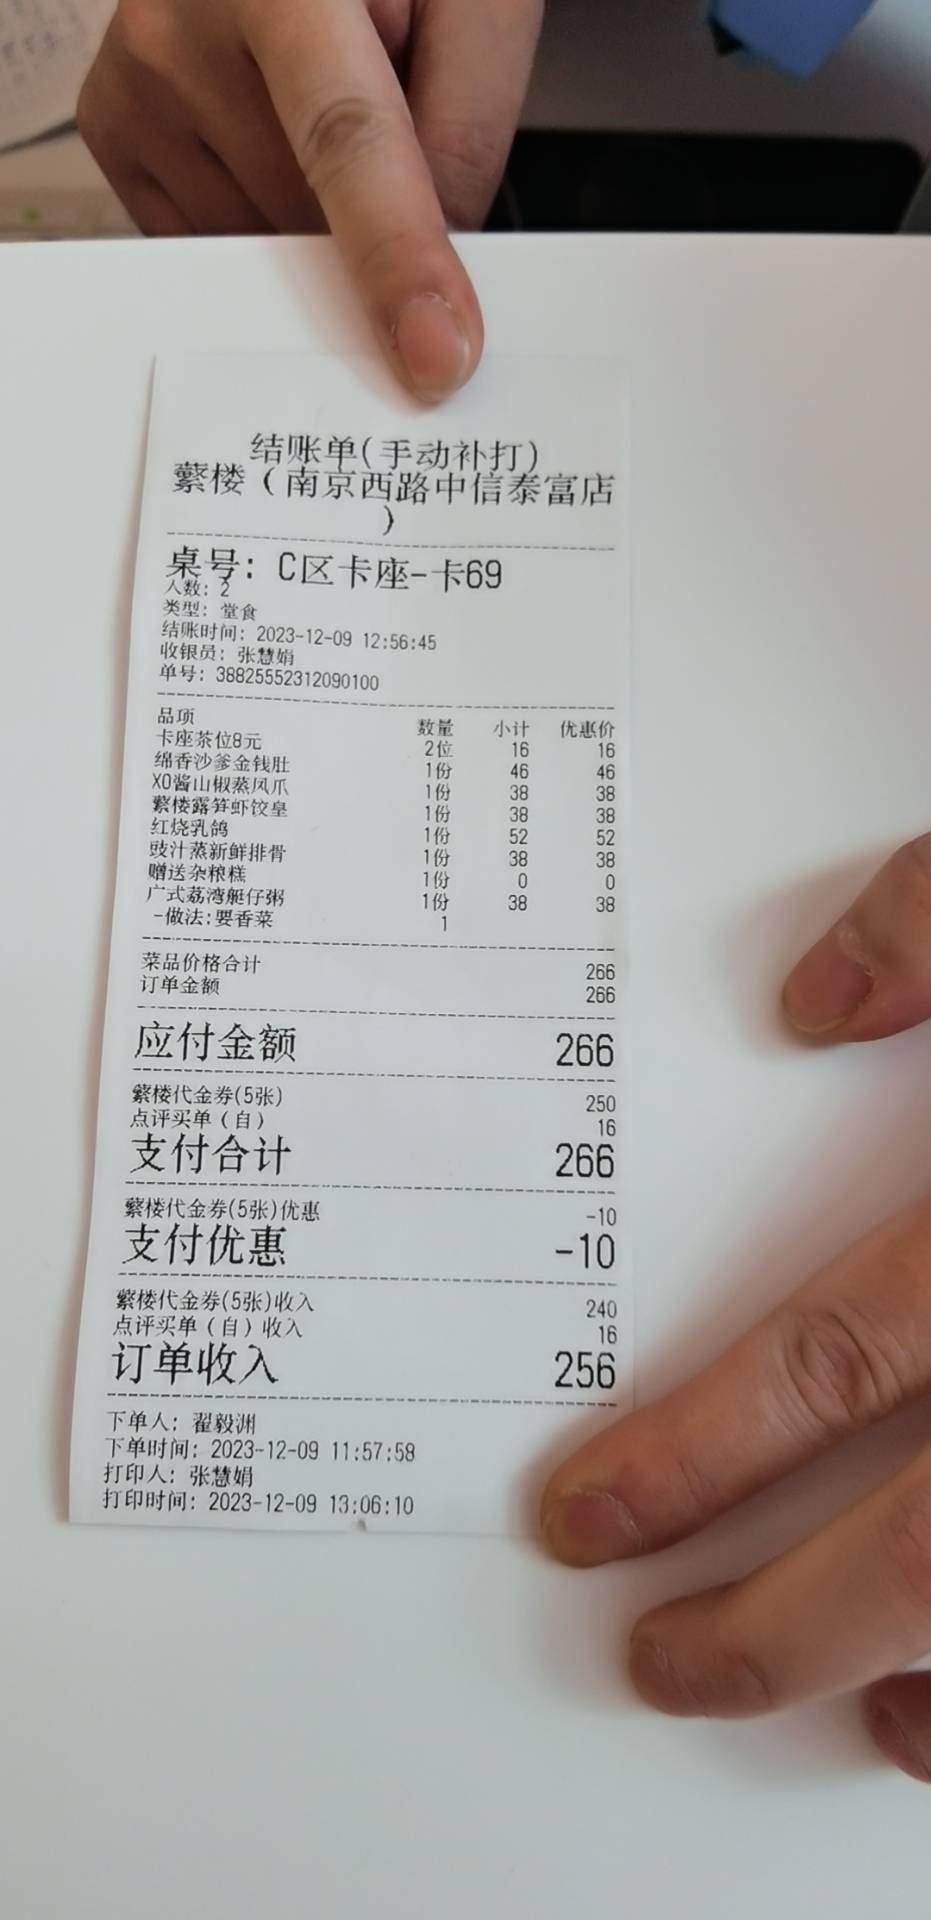 结账单(手动补打)
蘩楼（南京西路中信泰富店
）
桌号: C区卡座-卡69
人数: 2
类型: 堂食
结账时间: 2023-12-09 12:56:45
收银员: 张慧娟
单号: 38825552312090100
品项 数量 小计 优惠价
卡座茶位8元 2位 16 16
绵香沙爹金钱肚 1份 46 46
XO酱山椒蒸凤爪 1份 38 38
蘩楼露笋虾饺皇 1份 38 38
红烧乳鸽 1份 52 52
豉汁蒸新鲜排骨 1份 38 38
赠送杂粮糕 1份 0 0
广式荔湾艇仔粥 1份 38 38
-做法:要香菜 1
菜品价格合计 266
订单金额 266
应付金额 266
蘩楼代金券(5张) 250
点评买单（自） 16
支付合计 266
蘩楼代金券(5张)优惠 -10
支付优惠 -10
蘩楼代金券(5张)收入 240
点评买单（自）收入 16
订单收入 256
下单人: 翟毅洲
下单时间: 2023-12-09 11:57:58
打印人: 张慧娟
打印时间: 2023-12-09 13:06:10